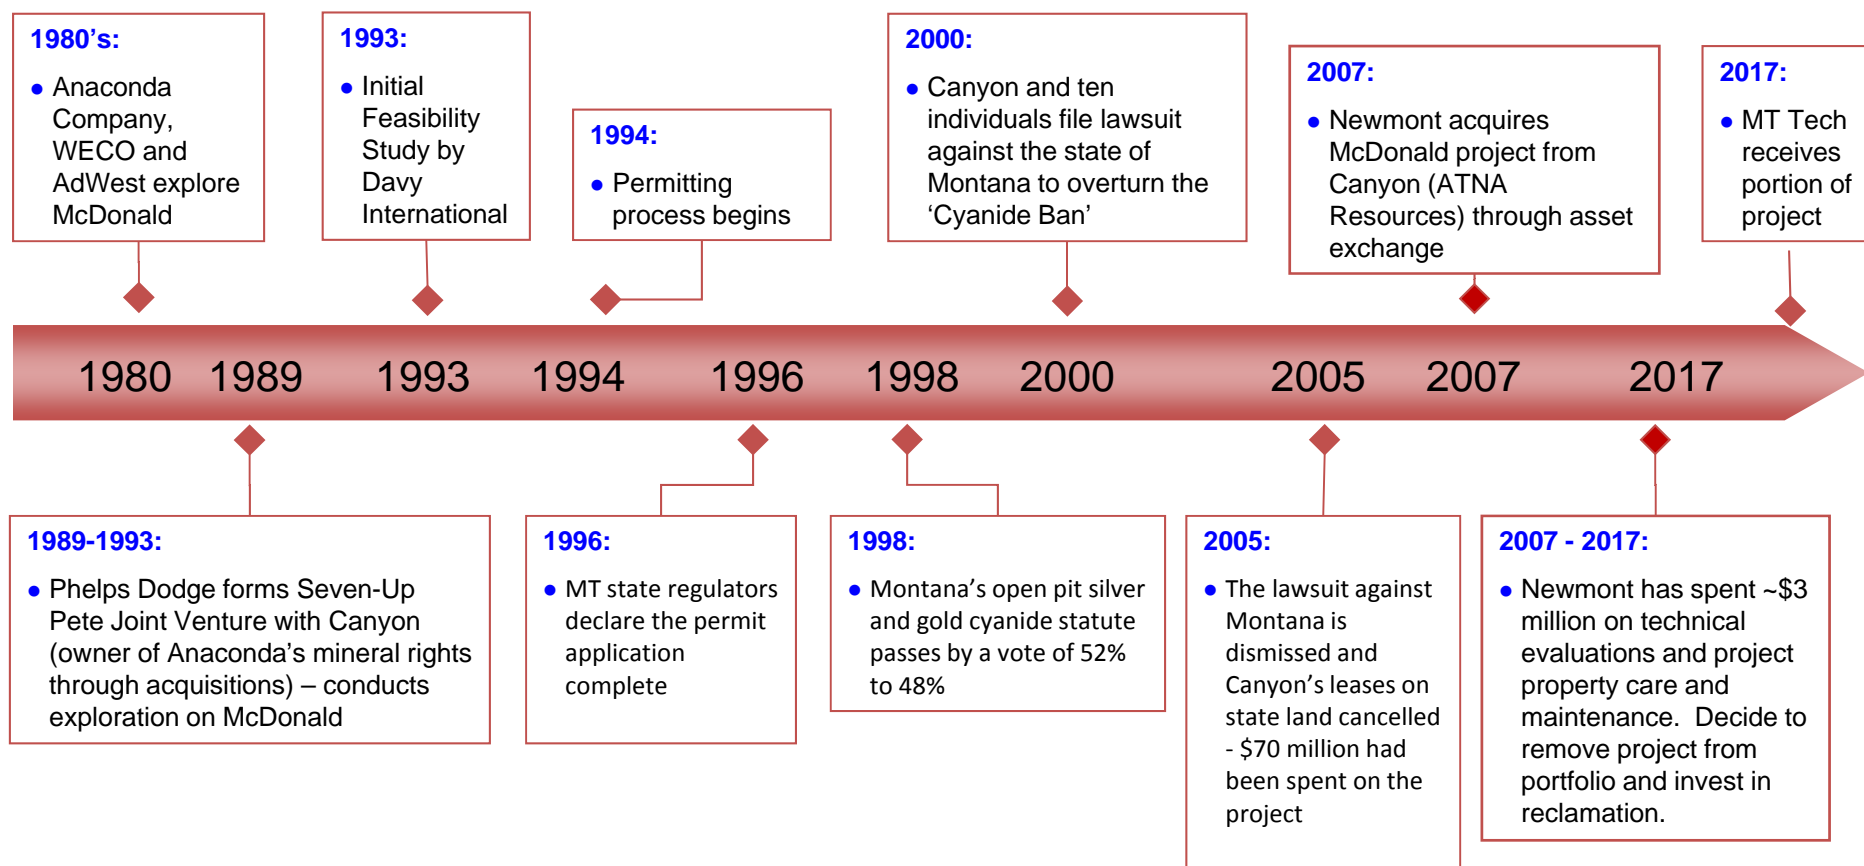 1980’s:
● Anaconda
Company,
WECO and
AdWest explore
McDonald
1993:
● Initial
Feasibility
Study by
Davy
International
1994:
● Permitting
process begins
2000:
● Canyon and ten
individuals file lawsuit
against the state of
Montana to overturn the
‘Cyanide Ban’
2007:
● Newmont acquires
McDonald project from
Canyon (ATNA
Resources) through asset
exchange
2017:
● MT Tech
receives
portion of
project
1980 1989 1993 1994 1996 1998 2000 2005 2007 2017
1989-1993:
● Phelps Dodge forms Seven-Up
Pete Joint Venture with Canyon
(owner of Anaconda’s mineral rights
through acquisitions) – conducts
exploration on McDonald
1996:
● MT state regulators
declare the permit
application
complete
1998:
● Montana’s open pit silver
and gold cyanide statute
passes by a vote of 52%
to 48%
2005:
● The lawsuit against
Montana is
dismissed and
Canyon’s leases on
state land cancelled
- $70 million had
been spent on the
project
2007 - 2017:
● Newmont has spent ~$3
million on technical
evaluations and project
property care and
maintenance.  Decide to
remove project from
portfolio and invest in
reclamation.